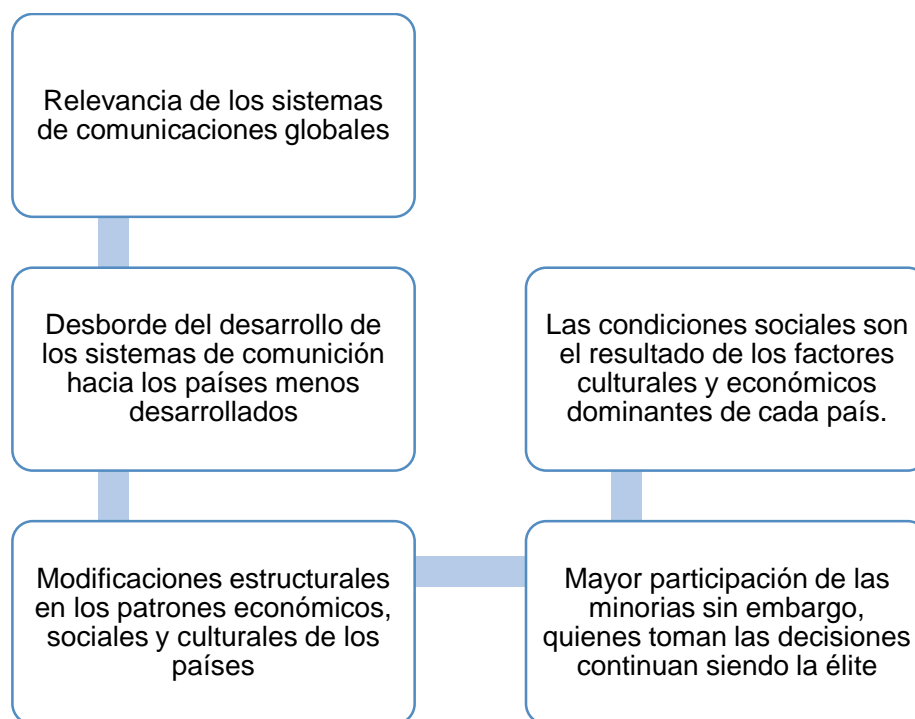 Relevancia de los sistemas
de comunicaciones globales
Desborde del desarrollo de
los sistemas de comunición
hacia los países menos
desarrollados
Modificaciones estructurales
en los patrones económicos,
sociales y culturales de los
países
Mayor participación de las
minorias sin embargo,
quienes toman las decisiones
continuan siendo la élite
Las condiciones sociales son
el resultado de los factores
culturales y económicos
dominantes de cada país.